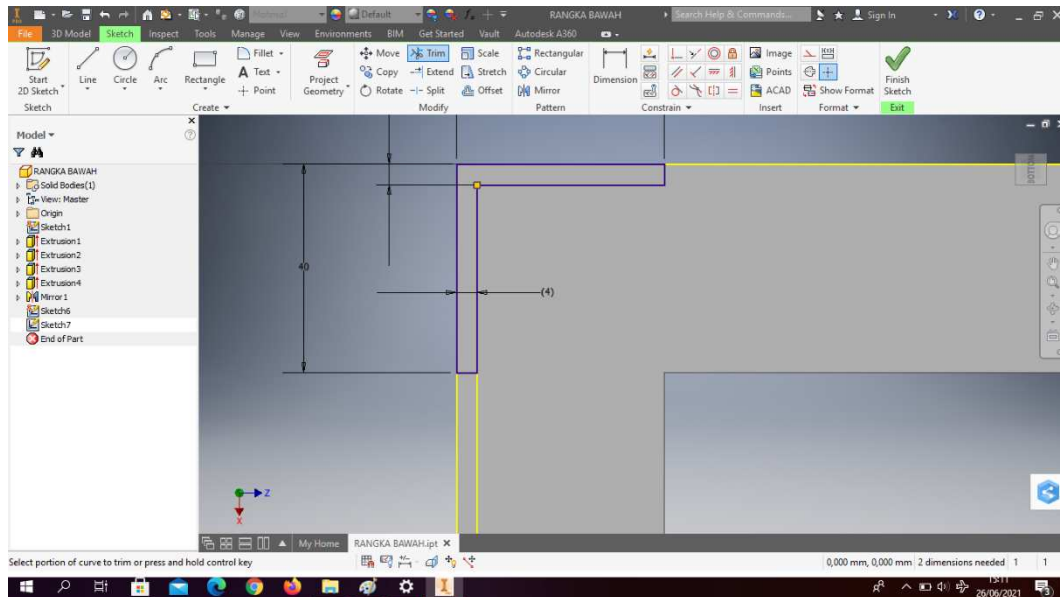 Material
Default
RANGKA BAWAH
Search Help & Commands...
Sign In
File
3D Model
Sketch
Inspect
Tools
Manage
View
Environments
BIM
Get Started
Vault
Autodesk A360
Start
2D Sketch
Line
Circle
Arc
Rectangle
Fillet
Text
Point
Project
Geometry
Move
Copy
Rotate
Trim
Extend
Split
Scale
Stretch
Offset
Rectangular
Circular
Mirror
Dimension
Image
Points
ACAD
Show Format
Finish
Sketch
Sketch
Create
Modify
Pattern
Constrain
Insert
Format
Exit
Model
RANGKA BAWAH
Solid Bodies(1)
View: Master
Origin
Sketch1
Extrusion1
Extrusion2
Extrusion3
Extrusion4
Mirror1
Sketch6
Sketch7
End of Part
BOTTOM
40
(4)
Z
X
My Home
RANGKA BAWAH.ipt
Select portion of curve to trim or press and hold control key
0,000 mm, 0,000 mm
2 dimensions needed
1
1
15:11
26/06/2021